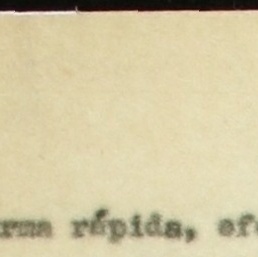 rma rápida, efe